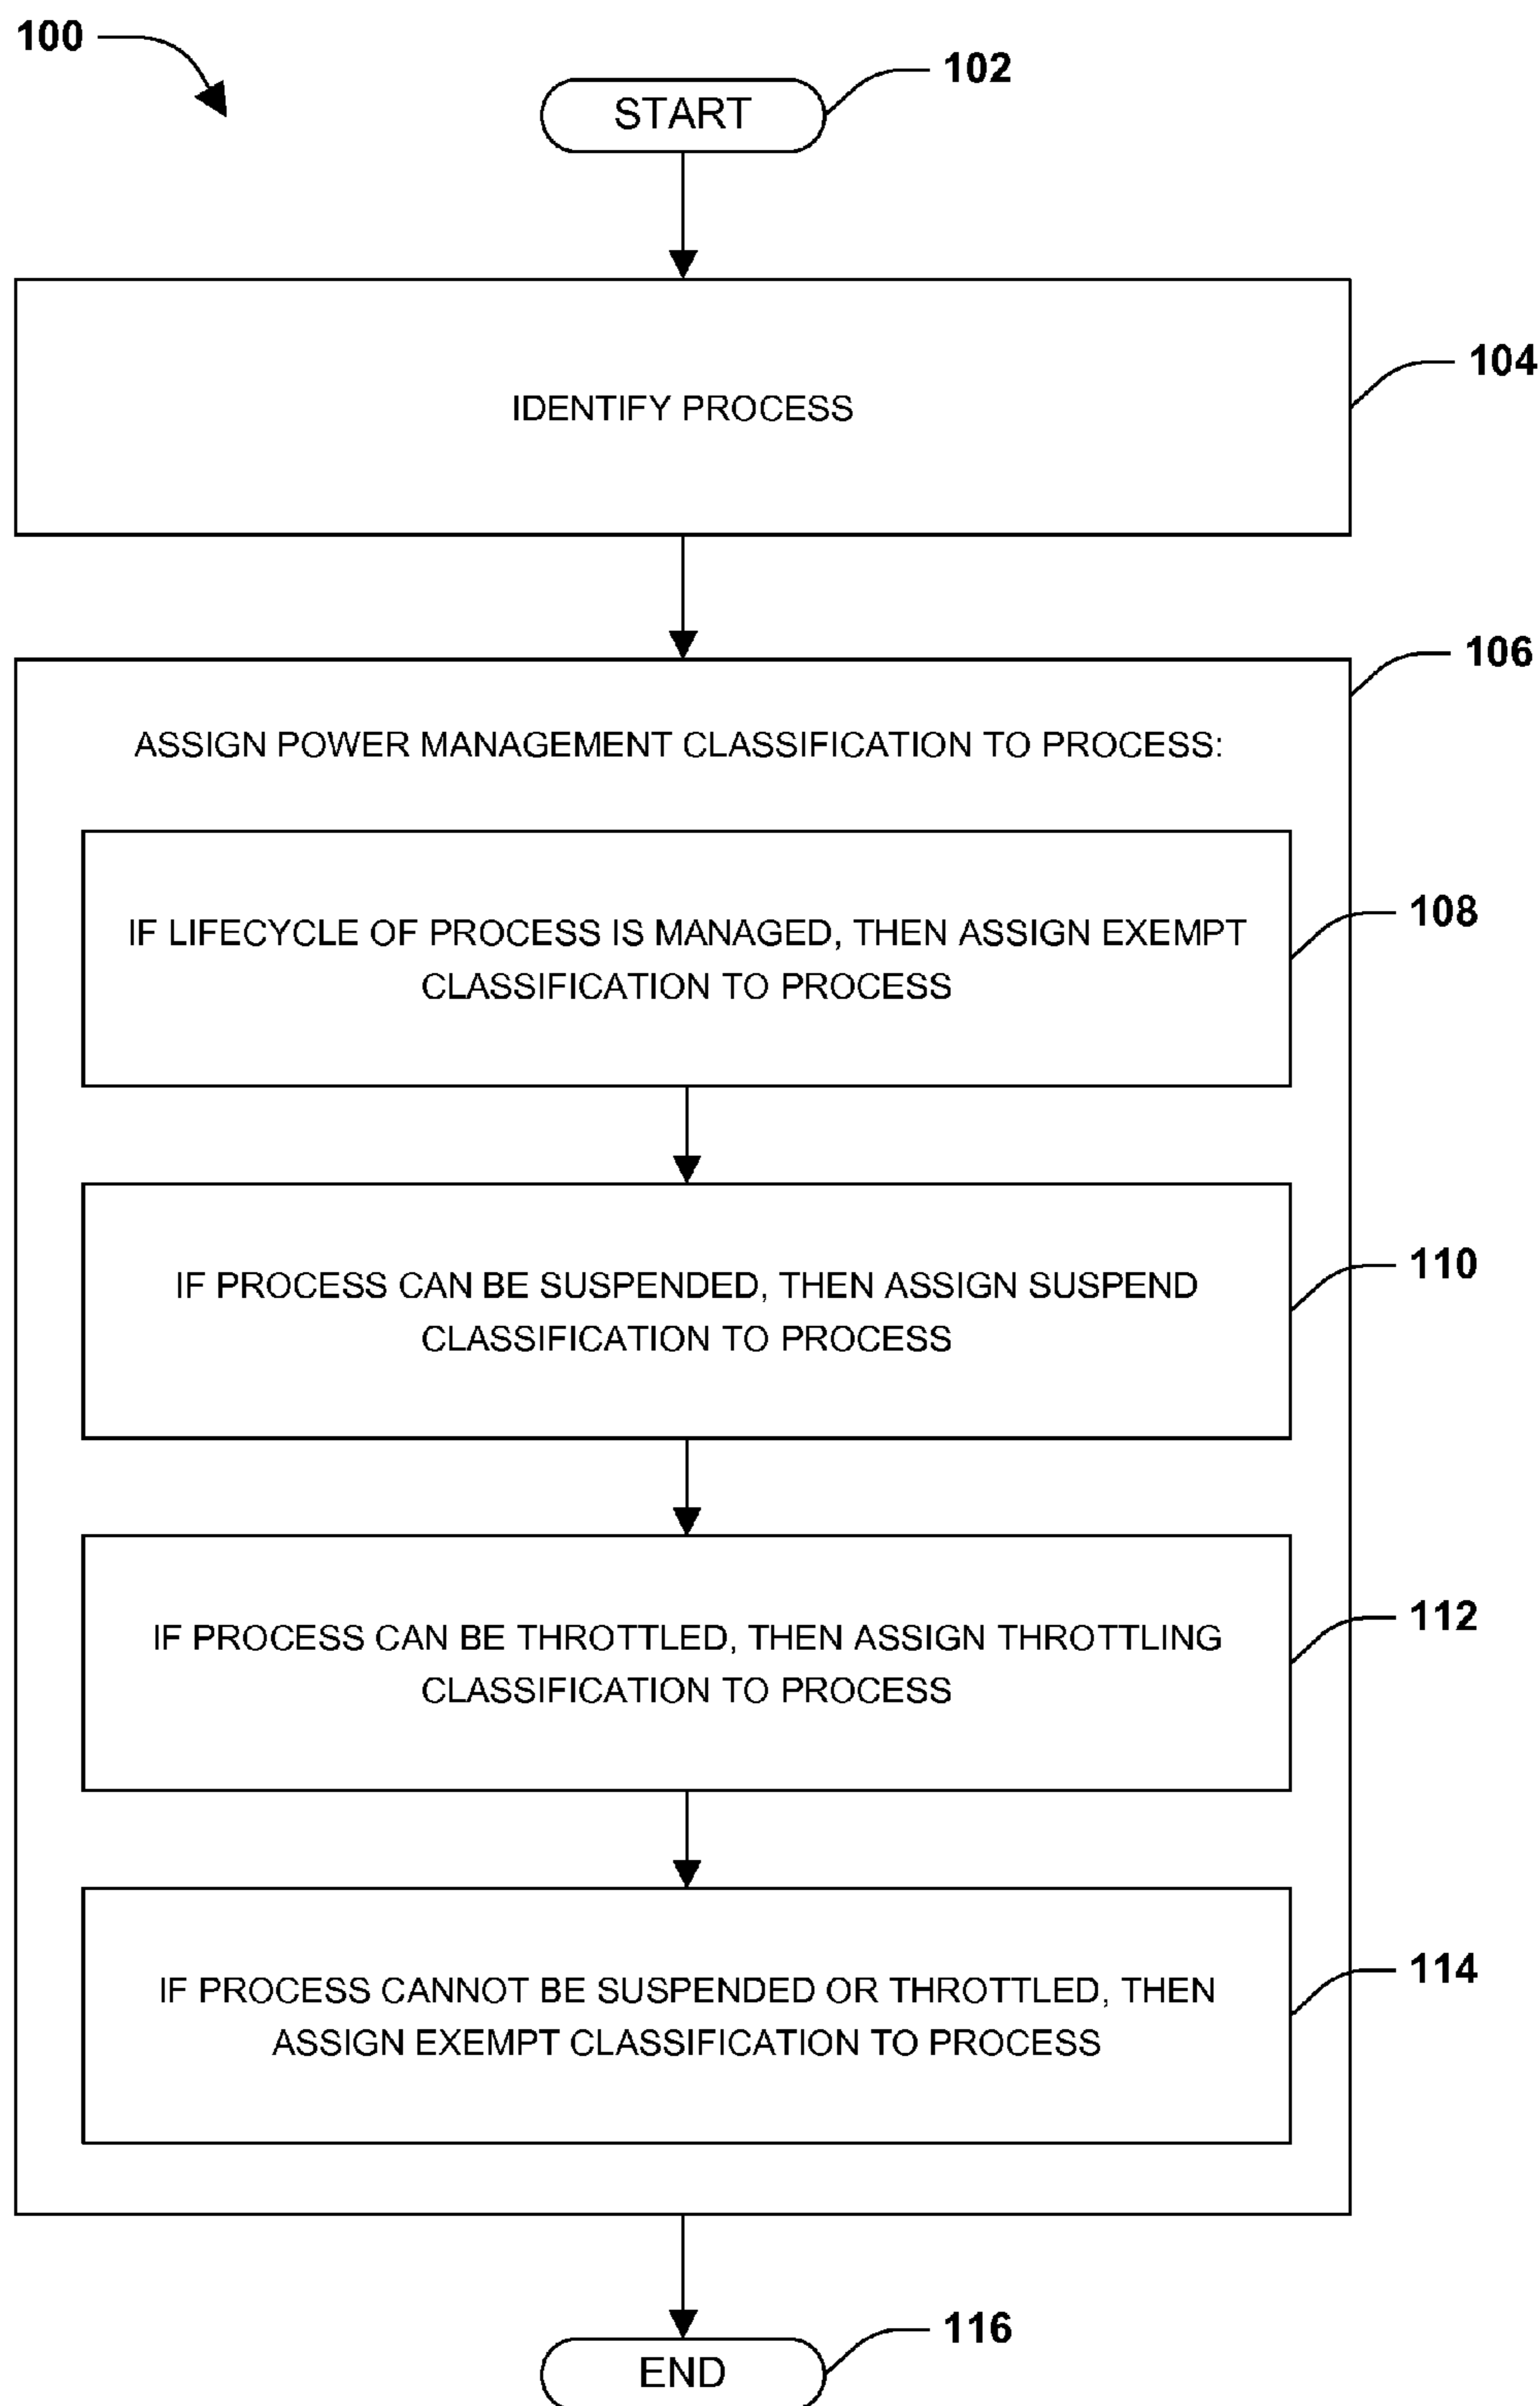 100
START
102
IDENTIFY PROCESS
104
106
ASSIGN POWER MANAGEMENT CLASSIFICATION TO PROCESS:
IF LIFECYCLE OF PROCESS IS MANAGED, THEN ASSIGN EXEMPT
CLASSIFICATION TO PROCESS
108
IF PROCESS CAN BE SUSPENDED, THEN ASSIGN SUSPEND
CLASSIFICATION TO PROCESS
110
IF PROCESS CAN BE THROTTLED, THEN ASSIGN THROTTLING
CLASSIFICATION TO PROCESS
112
IF PROCESS CANNOT BE SUSPENDED OR THROTTLED, THEN
ASSIGN EXEMPT CLASSIFICATION TO PROCESS
114
END
116